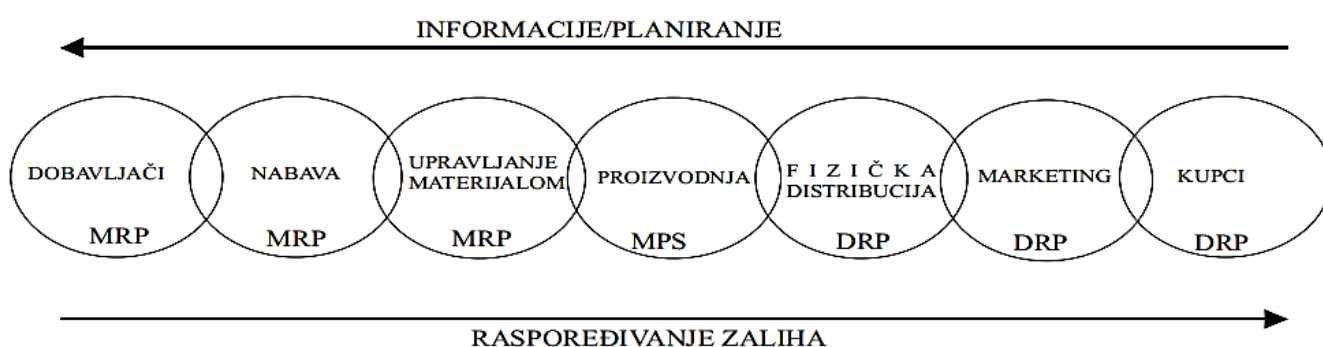 INFORMACIJE/PLANIRANJE
DOBAVLJAČI
MRP
NABAVA
MRP
UPRAVLJANJE
MATERIJALOM
MRP
PROIZVODNJA
MPS
F I Z I Č K A
DISTRIBUCIJA
DRP
MARKETING
DRP
KUPCI
DRP
RASPOREĐIVANJE ZALIHA